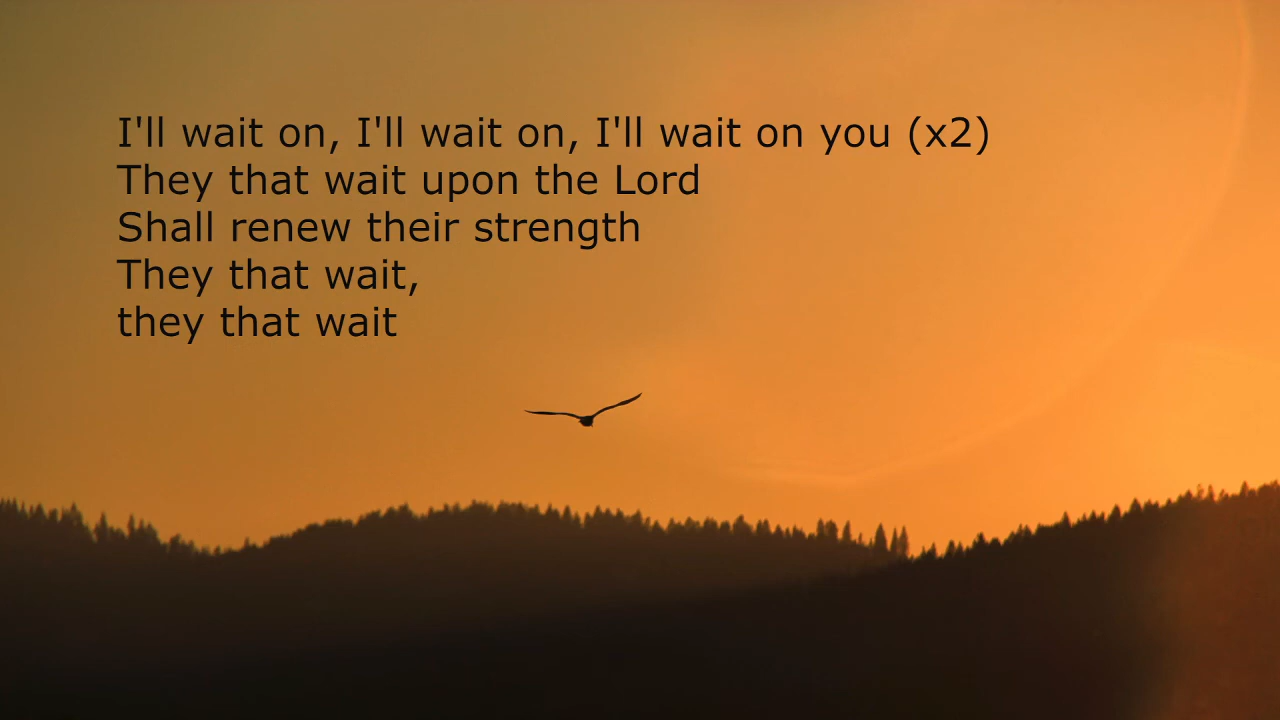 I'll wait on, I'll wait on, I'll wait on you (x2)
They that wait upon the Lord
Shall renew their strength
They that wait,
they that wait